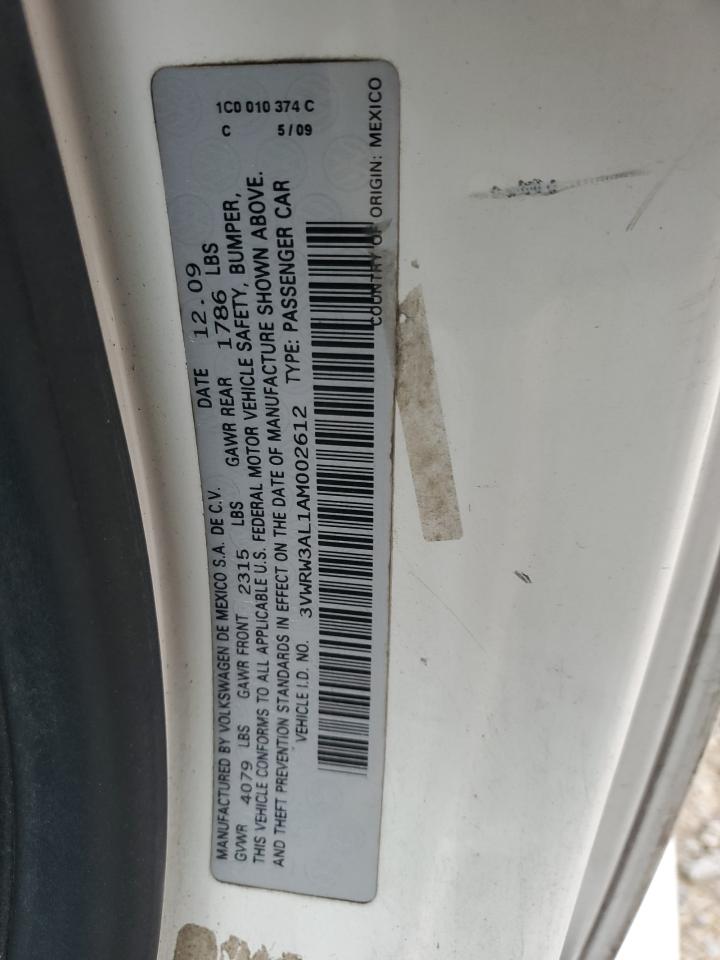 1C0 010 374 C
C 5/09
MANUFACTURED BY VOLKSWAGEN DE MEXICO S.A. DE C.V. DATE 12.09
GVWR 4079 LBS GAWR FRONT 2315 LBS GAWR REAR 1786 LBS
THIS VEHICLE CONFORMS TO ALL APPLICABLE U.S. FEDERAL MOTOR VEHICLE SAFETY, BUMPER,
AND THEFT PREVENTION STANDARDS IN EFFECT ON THE DATE OF MANUFACTURE SHOWN ABOVE.
VEHICLE I.D. NO. 3VWRW3AL1AM002612 TYPE: PASSENGER CAR
COUNTRY OF ORIGIN: MEXICO